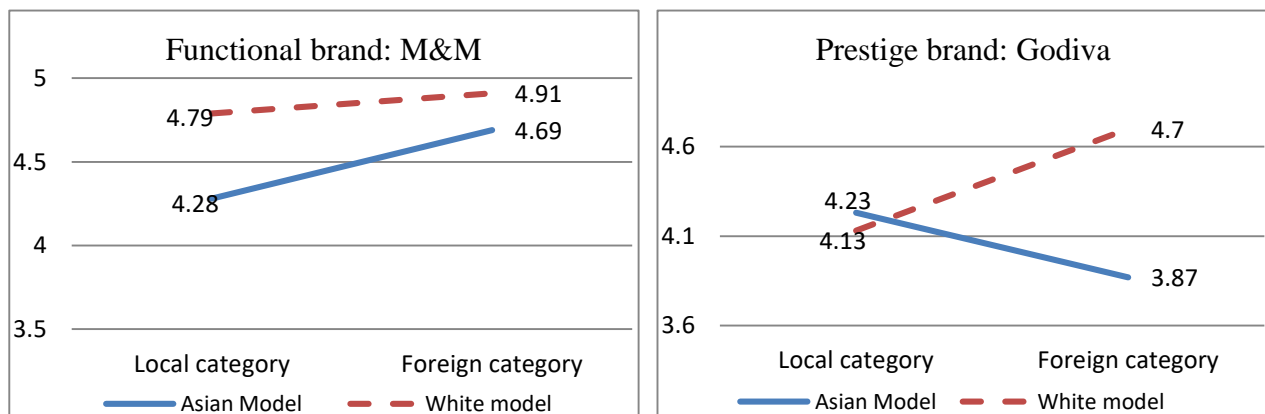 Functional brand: M&M
5
4.5
4
3.5
4.79
4.91
4.69
4.28
Local category Foreign category
Asian Model White model
Prestige brand: Godiva
4.6
4.1
3.6
4.7
4.23
4.13
3.87
Local category Foreign category
Asian Model White model